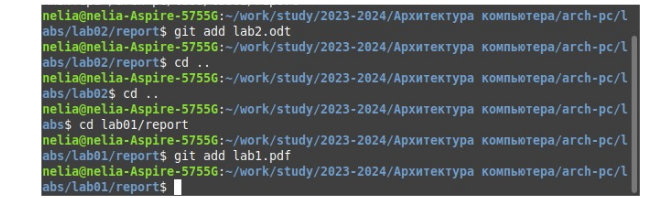 nelia@nelia-Aspire-5755G:~/work/study/2023-2024/Архитектура компьютера/arch-pc/l
abs/lab02/report$ git add lab2.odt
nelia@nelia-Aspire-5755G:~/work/study/2023-2024/Архитектура компьютера/arch-pc/l
abs/lab02/report$ cd ..
nelia@nelia-Aspire-5755G:~/work/study/2023-2024/Архитектура компьютера/arch-pc/l
abs/lab02$ cd ..
nelia@nelia-Aspire-5755G:~/work/study/2023-2024/Архитектура компьютера/arch-pc/l
abs$ cd lab01/report
nelia@nelia-Aspire-5755G:~/work/study/2023-2024/Архитектура компьютера/arch-pc/l
abs/lab01/report$ git add lab1.pdf
nelia@nelia-Aspire-5755G:~/work/study/2023-2024/Архитектура компьютера/arch-pc/l
abs/lab01/report$